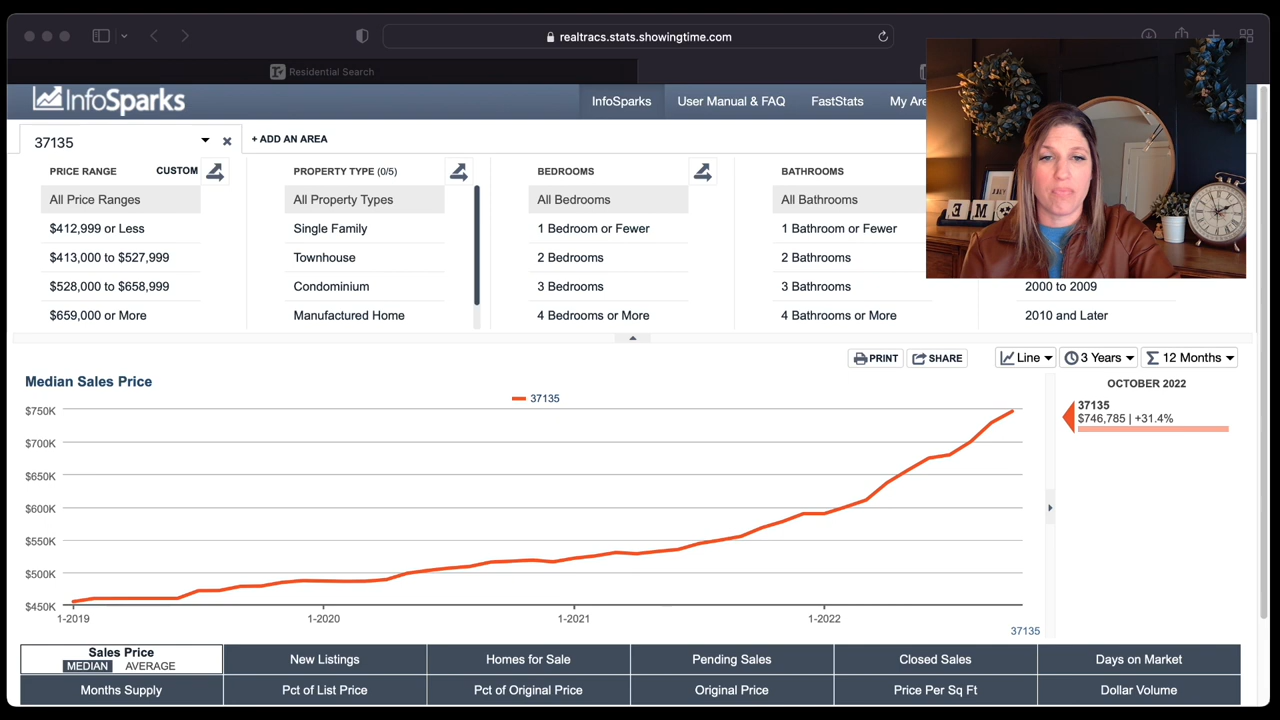 realtracs.stats.showingtime.com
Residential Search
InfoSparks
InfoSparks
User Manual & FAQ
FastStats
My Are
37135
+ ADD AN AREA
PRICE RANGE
CUSTOM
All Price Ranges
$412,999 or Less
$413,000 to $527,999
$528,000 to $658,999
$659,000 or More
PROPERTY TYPE (0/5)
All Property Types
Single Family
Townhouse
Condominium
Manufactured Home
BEDROOMS
All Bedrooms
1 Bedroom or Fewer
2 Bedrooms
3 Bedrooms
4 Bedrooms or More
BATHROOMS
All Bathrooms
1 Bathroom or Fewer
2 Bathrooms
3 Bathrooms
4 Bathrooms or More
2000 to 2009
2010 and Later
JULY
E M
PRINT
SHARE
Line
3 Years
12 Months
Median Sales Price
37135
$750K
$700K
$650K
$600K
$550K
$500K
$450K
1-2019
1-2020
1-2021
1-2022
37135
OCTOBER 2022
37135
$746,785 | +31.4%
Sales Price
MEDIAN AVERAGE
New Listings
Homes for Sale
Pending Sales
Closed Sales
Days on Market
Months Supply
Pct of List Price
Pct of Original Price
Original Price
Price Per Sq Ft
Dollar Volume